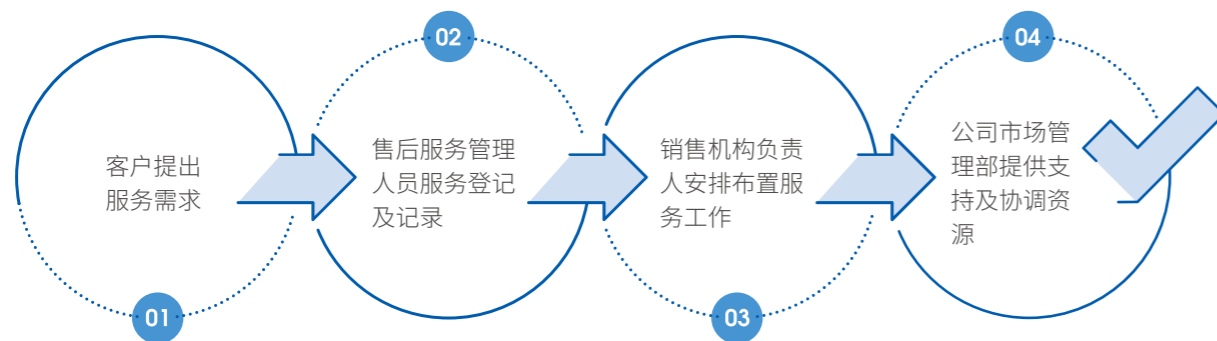 01
客户提出
服务需求
02
售后服务管理
人员服务登记
及记录
03
销售机构负责
人安排布置服
务工作
04
公司市场管
理部提供支
持及协调资
源